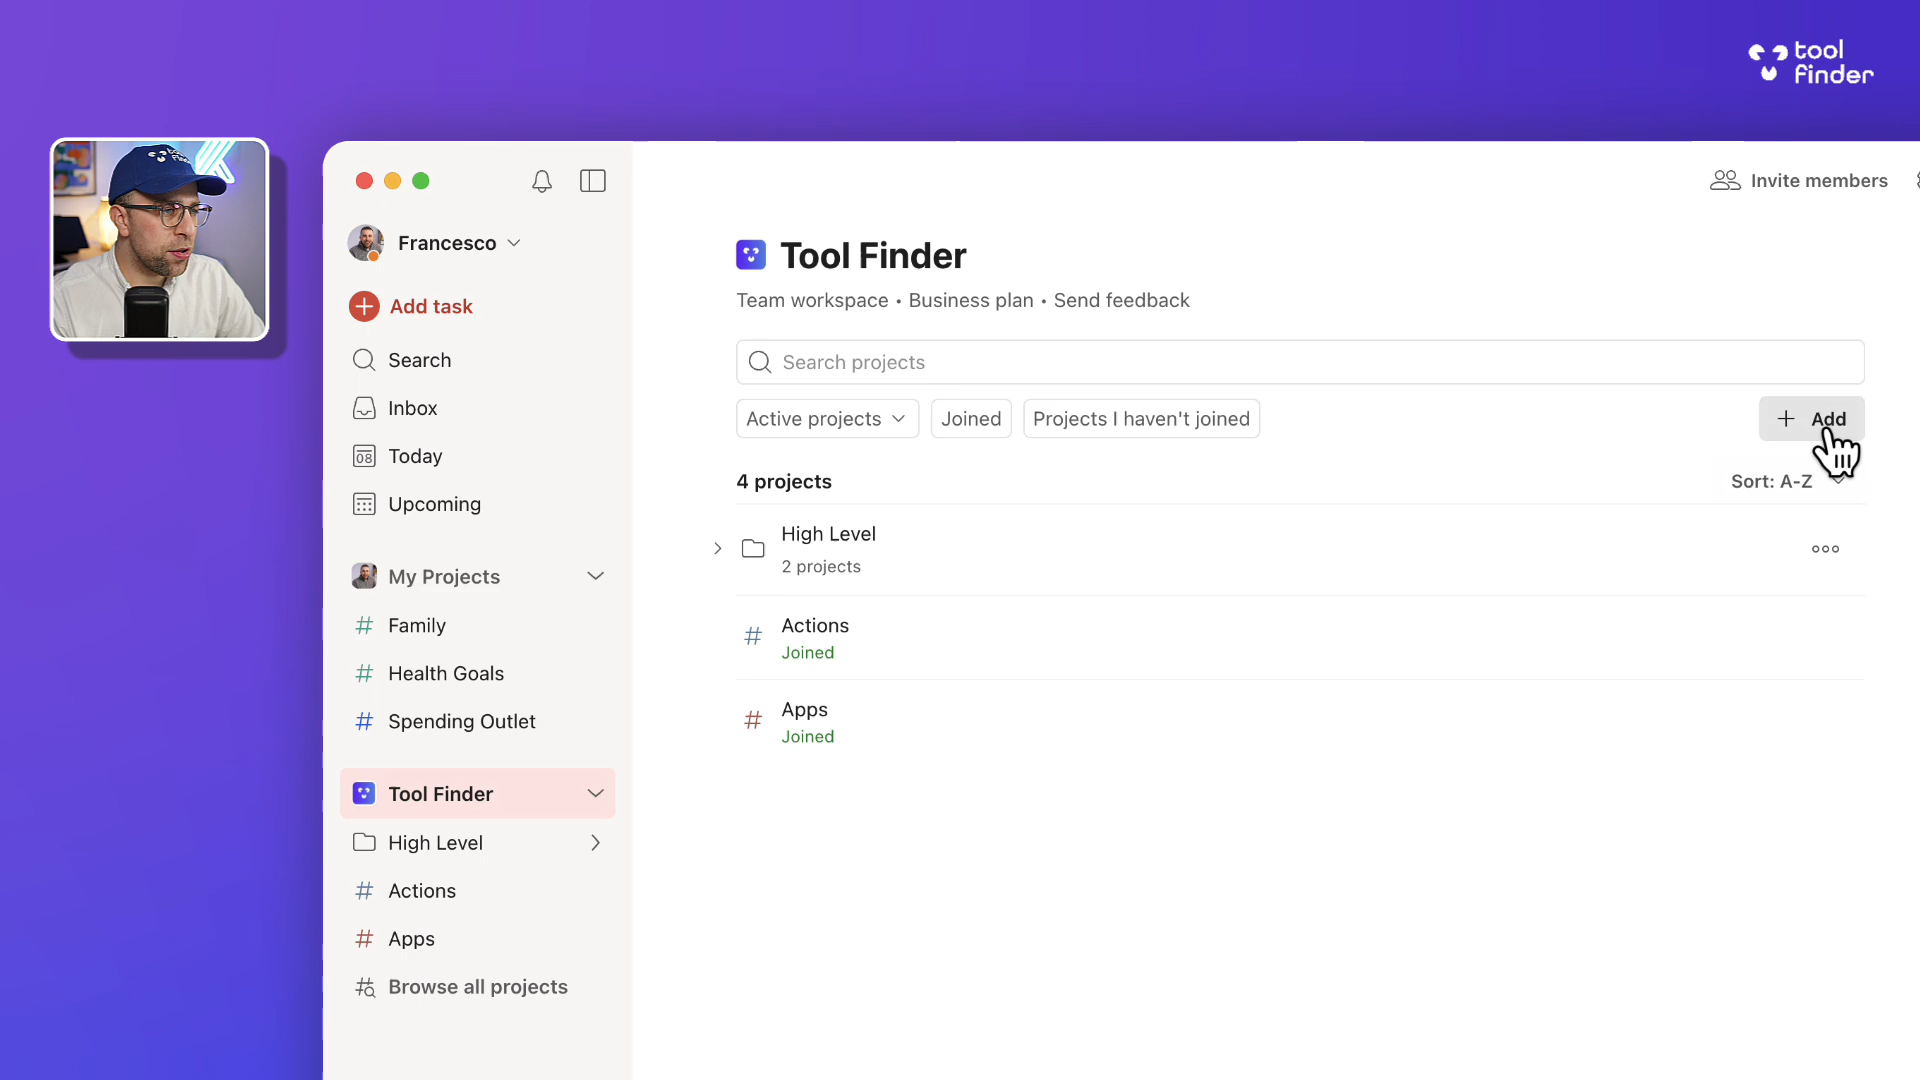 tool
finder
Francesco
Add task
Search
Inbox
08
Today
Upcoming
My Projects
Family
Health Goals
Spending Outlet
Tool Finder
High Level
Actions
Apps
Browse all projects
Invite members
Tool Finder
Team workspace • Business plan • Send feedback
Search projects
Active projects
Joined
Projects I haven't joined
+ Add
4 projects
Sort: A-Z
High Level
2 projects
Actions
Joined
Apps
Joined